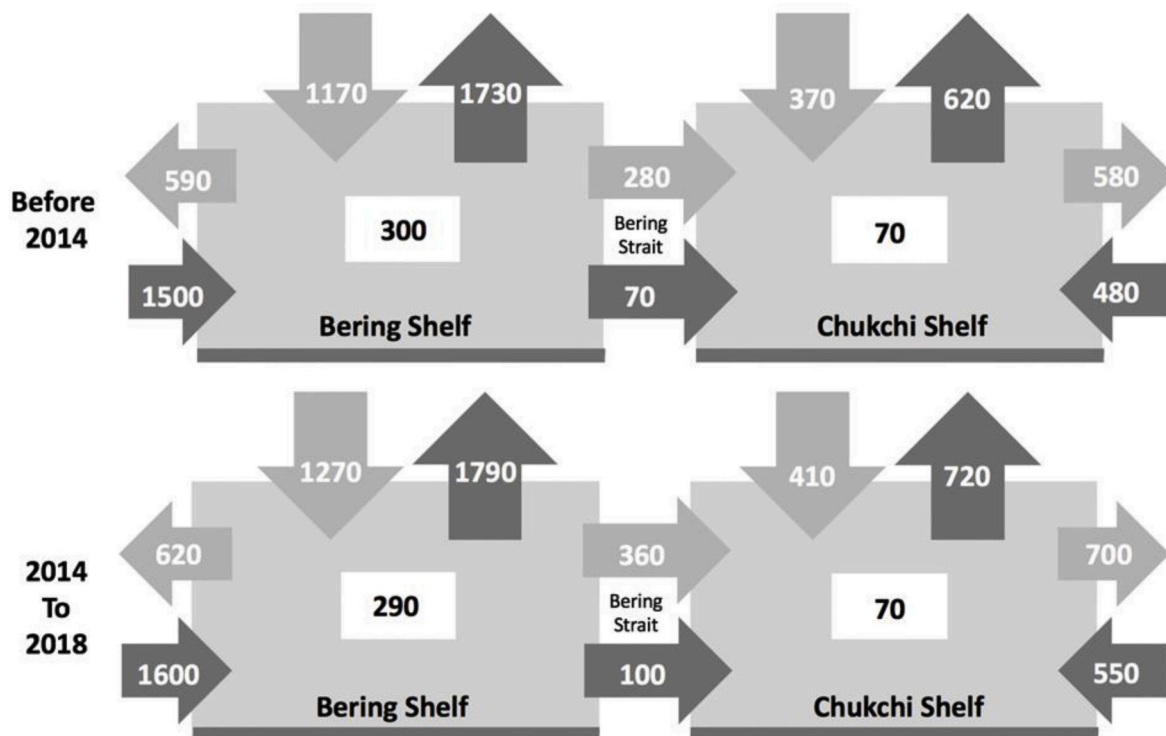 1170
1730
370
620
590
280
580
Before
2014
300
Bering
Strait
70
1500
70
480
Bering Shelf
Chukchi Shelf
1270
1790
410
720
620
360
700
2014
To
2018
290
Bering
Strait
70
1600
100
550
Bering Shelf
Chukchi Shelf